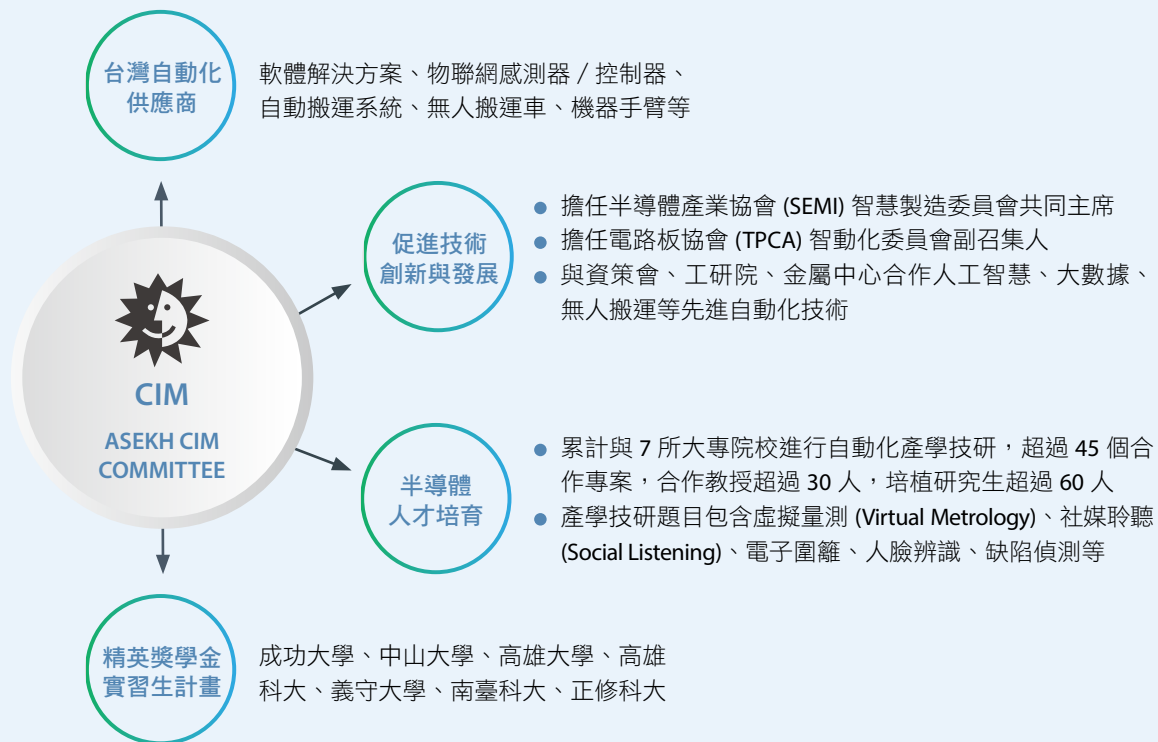 台灣自動化
供應商
軟體解決方案、物聯網感測器／控制器、
自動搬運系統、無人搬運車、機器手臂等
促進技術
創新與發展
擔任半導體產業協會 (SEMI) 智慧製造委員會共同主席
擔任電路板協會 (TPCA) 智動化委員會副召集人
與資策會、工研院、金屬中心合作人工智慧、大數據、
無人搬運等先進自動化技術
CIM
ASEKH CIM
COMMITTEE
半導體
人才培育
累計與 7 所大專院校進行自動化產學技研，超過 45 個合
作專案，合作教授超過 30 人，培植研究生超過 60 人
產學技研題目包含虛擬量測 (Virtual Metrology)、社媒聆聽
(Social Listening)、電子圍籬、人臉辨識、缺陷偵測等
精英獎學金
實習生計畫
成功大學、中山大學、高雄大學、高雄
科大、義守大學、南臺科大、正修科大